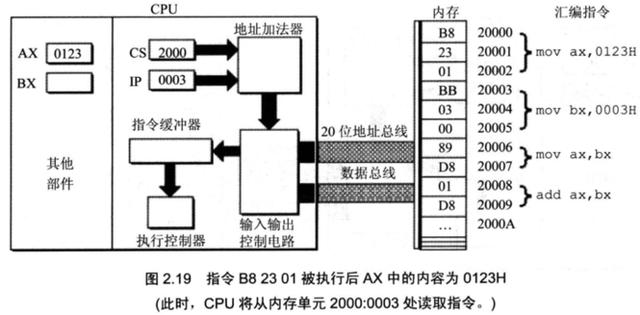 CPU
内存
汇编指令
AX 0123
BX
其他
部件
CS 2000
IP 0003
地址加法器
指令缓冲器
执行控制器
输入输出
控制电路
20 位地址总线
数据总线
B8 20000
23 20001 mov ax,0123H
01 20002
BB 20003
03 20004 mov bx,0003H
00 20005
89 20006 mov ax,bx
D8 20007
01 20008 add ax,bx
D8 20009
… 2000A
图 2.19 指令 B8 23 01 被执行后 AX 中的内容为 0123H
(此时，CPU 将从内存单元 2000:0003 处读取指令。)